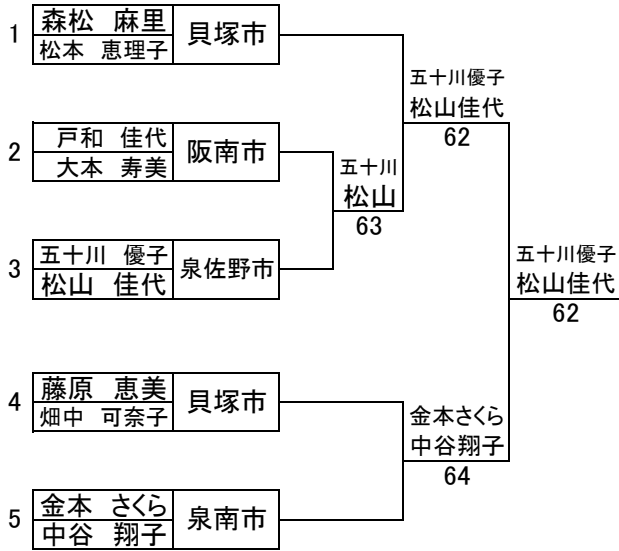 1 森松 麻里 貝塚市
松本 恵理子
2 戸和 佳代 阪南市
大本 寿美
3 五十川 優子 泉佐野市
松山 佳代
4 藤原 恵美 貝塚市
畑中 可奈子
5 金本 さくら 泉南市
中谷 翔子
五十川
松山
63
五十川優子
松山佳代
62
金本さくら
中谷翔子
64
五十川優子
松山佳代
62